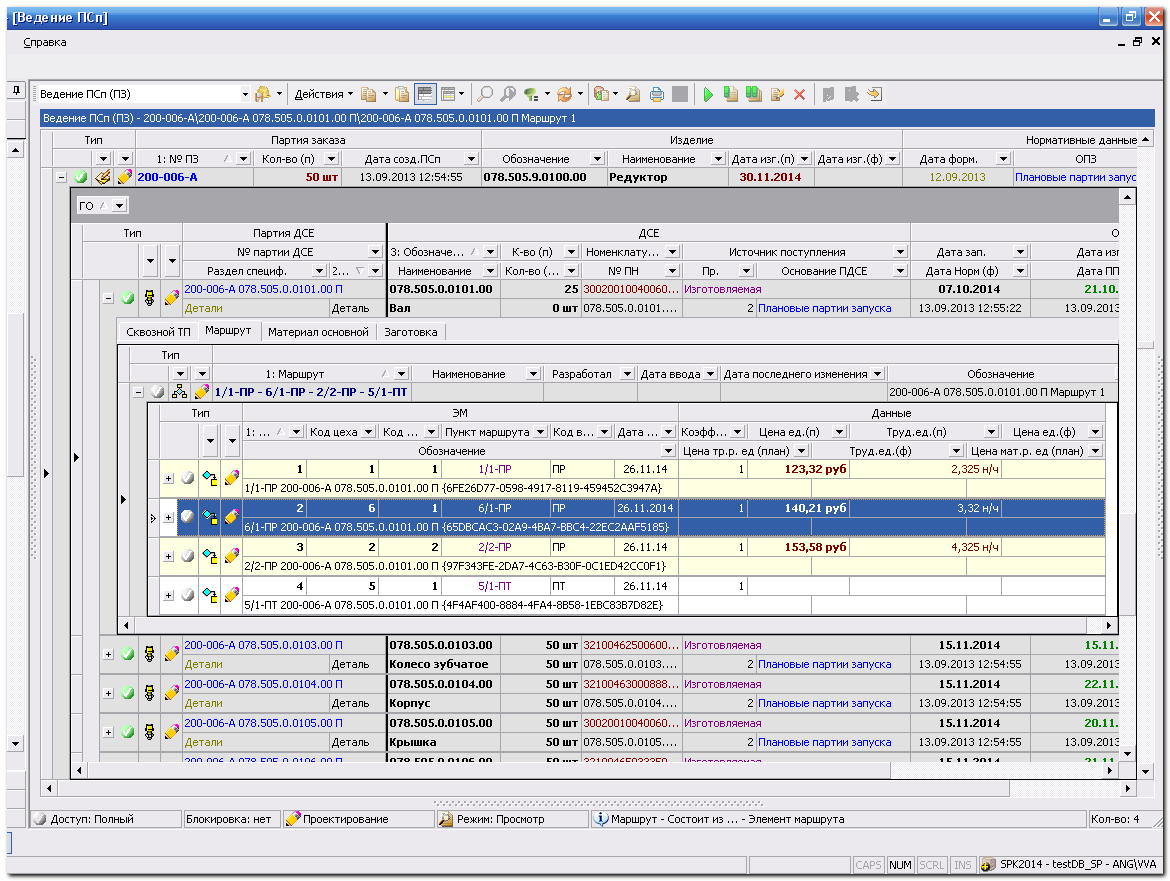 [Ведение ПСп]
Справка
Ведение ПСп (ПЗ) Действия
Ведение ПСп (ПЗ) - 200-006-А\200-006-А 078.505.0.0101.00 П\200-006-А 078.505.0.0101.00 П Маршрут 1
Тип Партия заказа Изделие Нормативные данные
1: № ПЗ Кол-во (п) Дата созд.ПСп Обозначение Наименование Дата изг.(п) Дата изг.(ф) Дата форм. ОПЗ
200-006-А 50 шт 13.09.2013 12:54:55 078.505.9.0100.00 Редуктор 30.11.2014 12.09.2013 Плановые партии запус
ГО
Тип Партия ДСЕ ДСЕ О
№ партии ДСЕ 3: Обозначе... К-во (п) Номенклату... Источник поступления Дата зап. Дата изг
Раздел специф. 2... Наименование Кол-во (... № ПН Пр. Основание ПДСЕ Дата Норм (ф) Дата ПП
200-006-А 078.505.0.0101.00 П 078.505.0.0101.00 25 30020010040060... Изготовляемая 07.10.2014 21.10.
Детали Деталь Вал 0 шт 078.505.0.0101.... 2 Плановые партии запуска 13.09.2013 12:55:22 13.09.2013
Сквозной ТП Маршрут Материал основной Заготовка
Тип
1: Маршрут Наименование Разработал Дата ввода Дата последнего изменения Обозначение
1/1-ПР - 6/1-ПР - 2/2-ПР - 5/1-ПТ 200-006-А 078.505.0.0101.00 П Маршрут 1
Тип ЭМ Данные
1: ... Код цеха Код ... Пункт маршрута Код в... Дата ... Коэфф... Цена ед.(п) Труд.ед.(п) Цена ед.(ф)
Обозначение Цена тр.р. ед (план) Труд.ед.(ф) Цена мат.р. ед (план)
1 1 1 1/1-ПР ПР 26.11.14 1 123,32 руб 2,325 н/ч
1/1-ПР 200-006-А 078.505.0.0101.00 П {6FE26D77-0598-4917-8119-459452C3947A}
2 6 1 6/1-ПР ПР 26.11.2014 1 140,21 руб 3,32 н/ч
6/1-ПР 200-006-А 078.505.0.0101.00 П {65DBCAC3-02A9-4BA7-BBC4-22EC2AAF5185}
3 2 2 2/2-ПР ПР 26.11.14 1 153,58 руб 4,325 н/ч
2/2-ПР 200-006-А 078.505.0.0101.00 П {97F343FE-2DA7-4C63-B30F-0C1ED42CC0F1}
4 5 1 5/1-ПТ ПТ 26.11.14 1
5/1-ПТ 200-006-А 078.505.0.0101.00 П {4F4AF400-8884-4FA4-8B58-1EBC83B7D82E}
200-006-А 078.505.0.0103.00 П 078.505.0.0103.00 50 шт 32100462500600... Изготовляемая 15.11.2014 15.11.
Детали Деталь Колесо зубчатое 50 шт 078.505.0.0103.... 2 Плановые партии запуска 13.09.2013 12:54:55 13.09.2013
200-006-А 078.505.0.0104.00 П 078.505.0.0104.00 50 шт 32100463000888... Изготовляемая 15.11.2014 22.11.
Детали Деталь Корпус 50 шт 078.505.0.0104.... 2 Плановые партии запуска 13.09.2013 12:54:55 13.09.2013
200-006-А 078.505.0.0105.00 П 078.505.0.0105.00 50 шт 30020010040060... Изготовляемая 15.11.2014 20.11.
Детали Деталь Крышка 50 шт 078.505.0.0105.... 2 Плановые партии запуска 13.09.2013 12:54:55 13.09.2013
200-006-А 078.505.0.0106.00 П 078.505.0.0106.00 50 шт Изготовляемая 15.11.2014
Доступ: Полный Блокировка: нет Проектирование Режим: Просмотр Маршрут - Состоит из ... - Элемент маршрута Кол-во: 4
CAPS NUM SCRL INS SPK2014 - testDB_SP - ANG\VVA